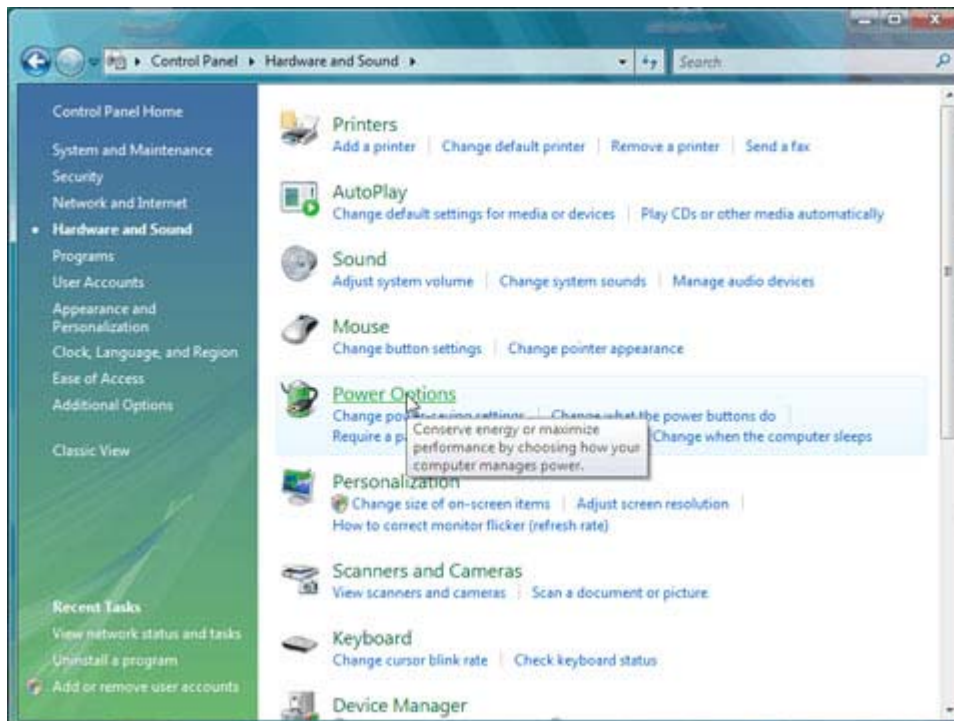 Control Panel ▸ Hardware and Sound ▸
Search
Control Panel Home
System and Maintenance
Security
Network and Internet
Hardware and Sound
Programs
User Accounts
Appearance and
Personalization
Clock, Language, and Region
Ease of Access
Additional Options
Classic View
Recent Tasks
View network status and tasks
Uninstall a program
Add or remove user accounts
Printers
Add a printer | Change default printer | Remove a printer | Send a fax
AutoPlay
Change default settings for media or devices | Play CDs or other media automatically
Sound
Adjust system volume | Change system sounds | Manage audio devices
Mouse
Change button settings | Change pointer appearance
Power Options
Change power-saving settings | Change what the power buttons do
Require a Change when the computer sleeps
Conserve energy or maximize
performance by choosing how your
computer manages power.
Personalization
Change size of on-screen items | Adjust screen resolution
How to correct monitor flicker (refresh rate)
Scanners and Cameras
View scanners and cameras | Scan a document or picture
Keyboard
Change cursor blink rate | Check keyboard status
Device Manager